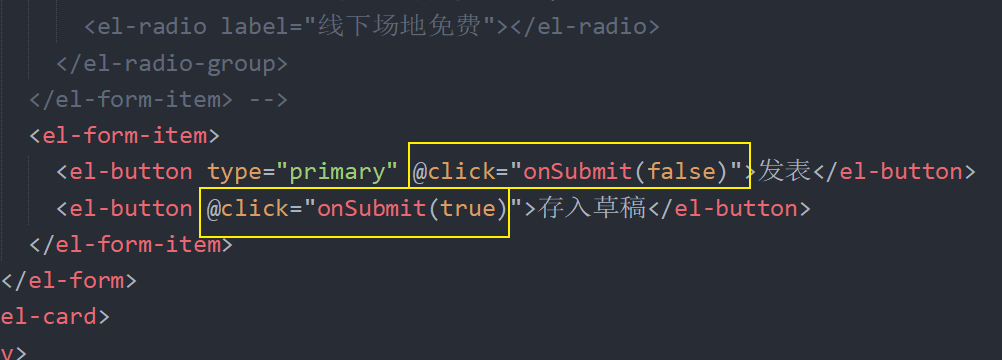 <el-radio label="线下场地免费"></el-radio>
</el-radio-group>
</el-form-item> -->
<el-form-item>
<el-button type="primary" @click="onSubmit(false)">发表</el-button>
<el-button @click="onSubmit(true)">存入草稿</el-button>
</el-form-item>
</el-form>
el-card>
v>